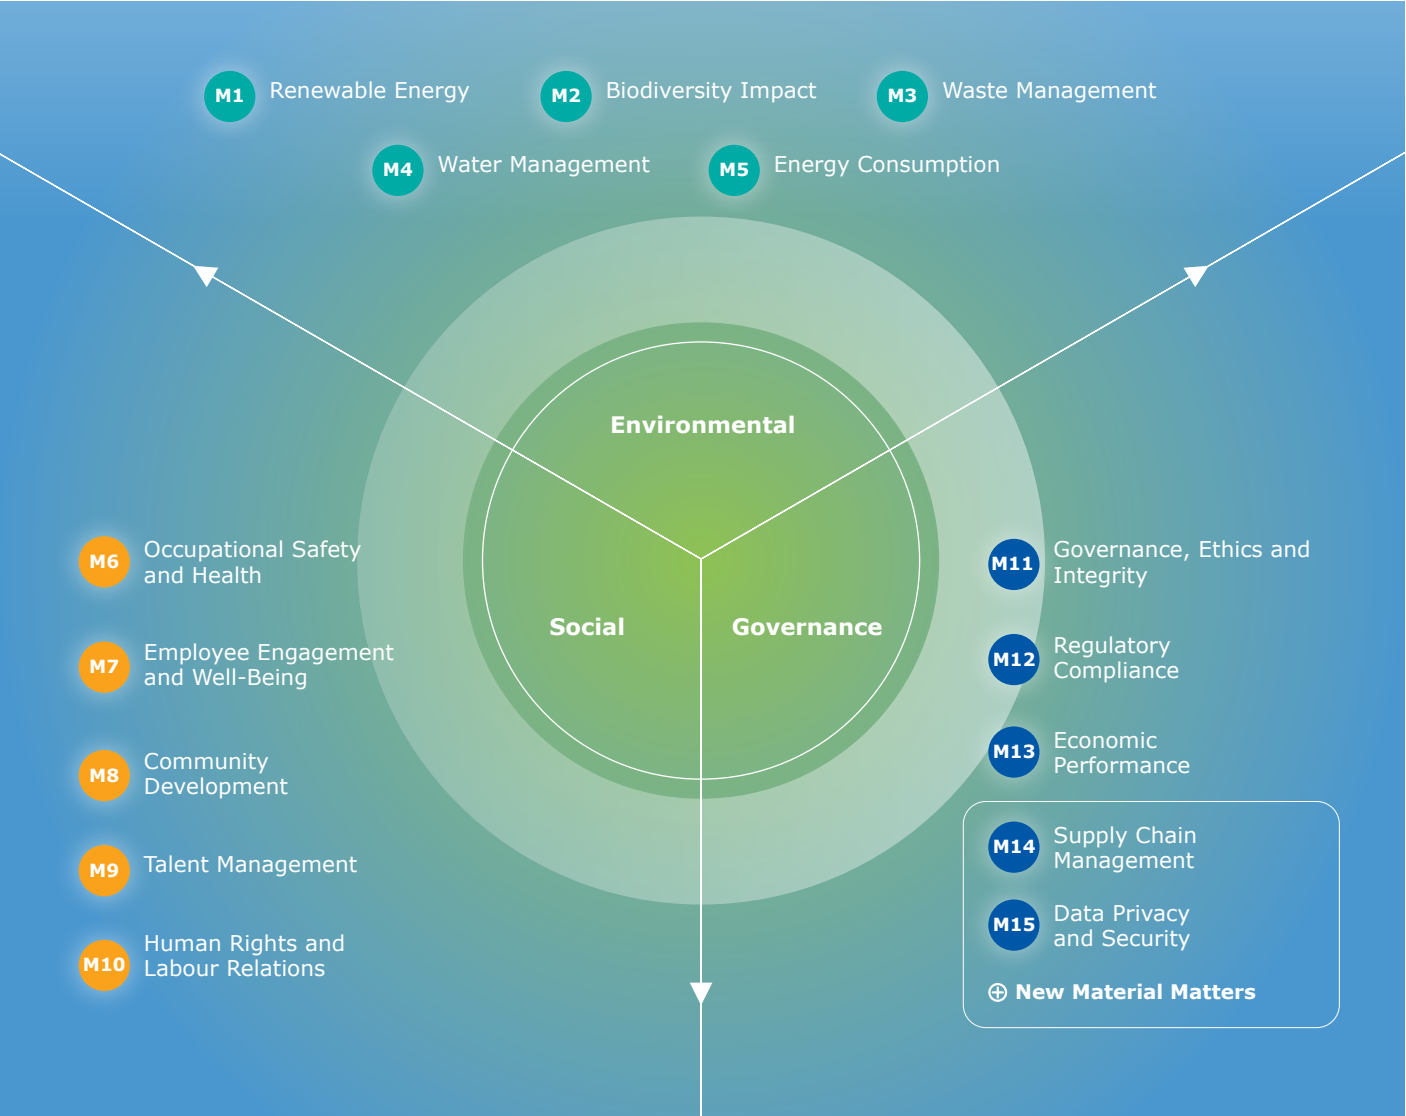 M1 Renewable Energy
M2 Biodiversity Impact
M3 Waste Management
M4 Water Management
M5 Energy Consumption
Environmental
Social
Governance
M6 Occupational Safety
and Health
M7 Employee Engagement
and Well-Being
M8 Community
Development
M9 Talent Management
M10 Human Rights and
Labour Relations
M11 Governance, Ethics and
Integrity
M12 Regulatory
Compliance
M13 Economic
Performance
M14 Supply Chain
Management
M15 Data Privacy
and Security
⊕ New Material Matters